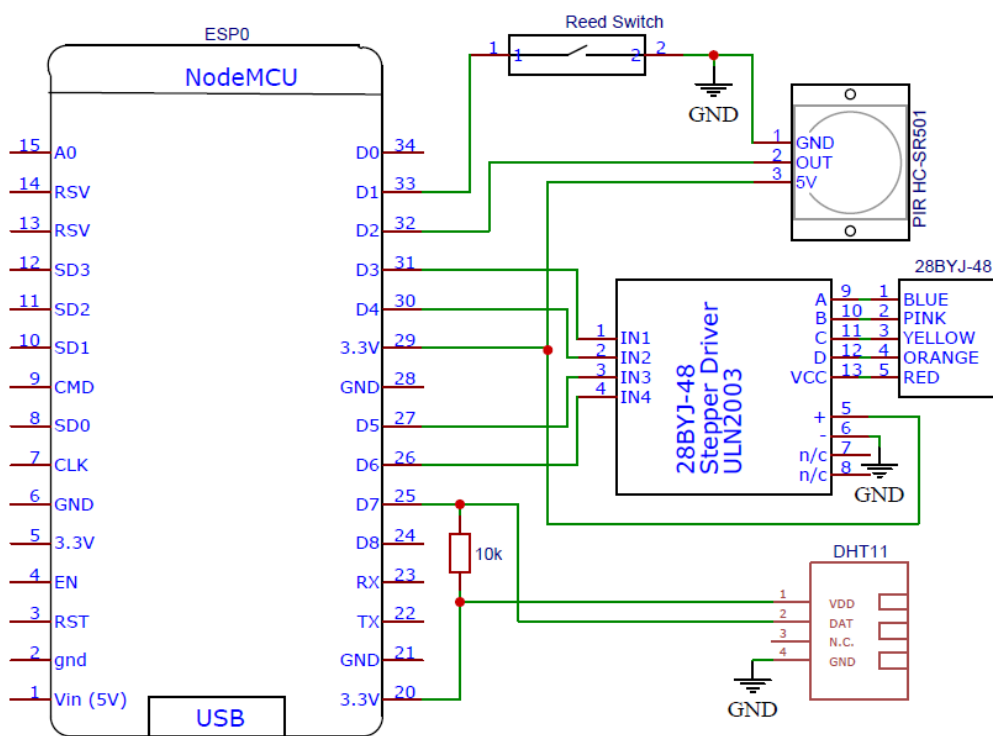 ESP0
NodeMCU
15 A0
14 RSV
13 RSV
12 SD3
11 SD2
10 SD1
9 CMD
8 SD0
7 CLK
6 GND
5 3.3V
4 EN
3 RST
2 gnd
1 Vin (5V)
USB
D0 34
D1 33
D2 32
D3 31
D4 30
3.3V 29
GND 28
D5 27
D6 26
D7 25
D8 24
RX 23
TX 22
GND 21
3.3V 20
Reed Switch
1 1 2 2
GND
1 GND
2 OUT
3 5V
PIR HC-SR501
1 IN1
2 IN2
3 IN3
4 IN4
28BYJ-48
Stepper Driver
ULN2003
A 9
B 10
C 11
D 12
VCC 13
+ 5
- 6
n/c 7
n/c 8
GND
28BYJ-48
1 BLUE
2 PINK
3 YELLOW
4 ORANGE
5 RED
10k
DHT11
1 VDD
2 DAT
3 N.C.
4 GND
GND